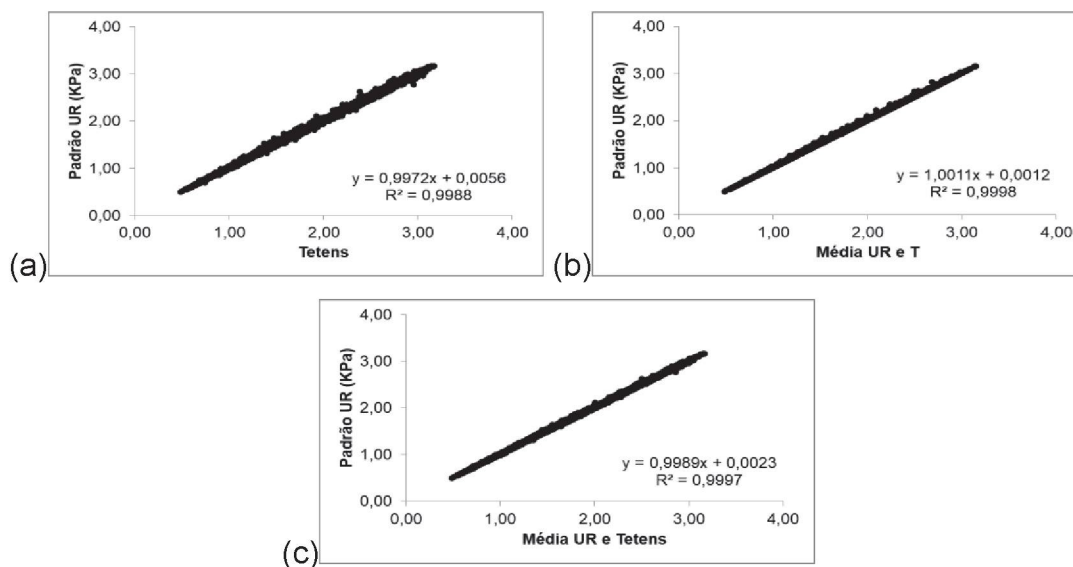 4,00
3,00
2,00
1,00
0,00
Padrão UR (KPa)
y = 0,9972x + 0,0056
R² = 0,9988
0,00 1,00 2,00 3,00 4,00
Tetens
(a)
4,00
3,00
2,00
1,00
0,00
Padrão UR (KPa)
y = 1,0011x + 0,0012
R² = 0,9998
0,00 1,00 2,00 3,00 4,00
Média UR e T
(b)
4,00
3,00
2,00
1,00
0,00
Padrão UR (KPa)
y = 0,9989x + 0,0023
R² = 0,9997
0,00 1,00 2,00 3,00 4,00
Média UR e Tetens
(c)